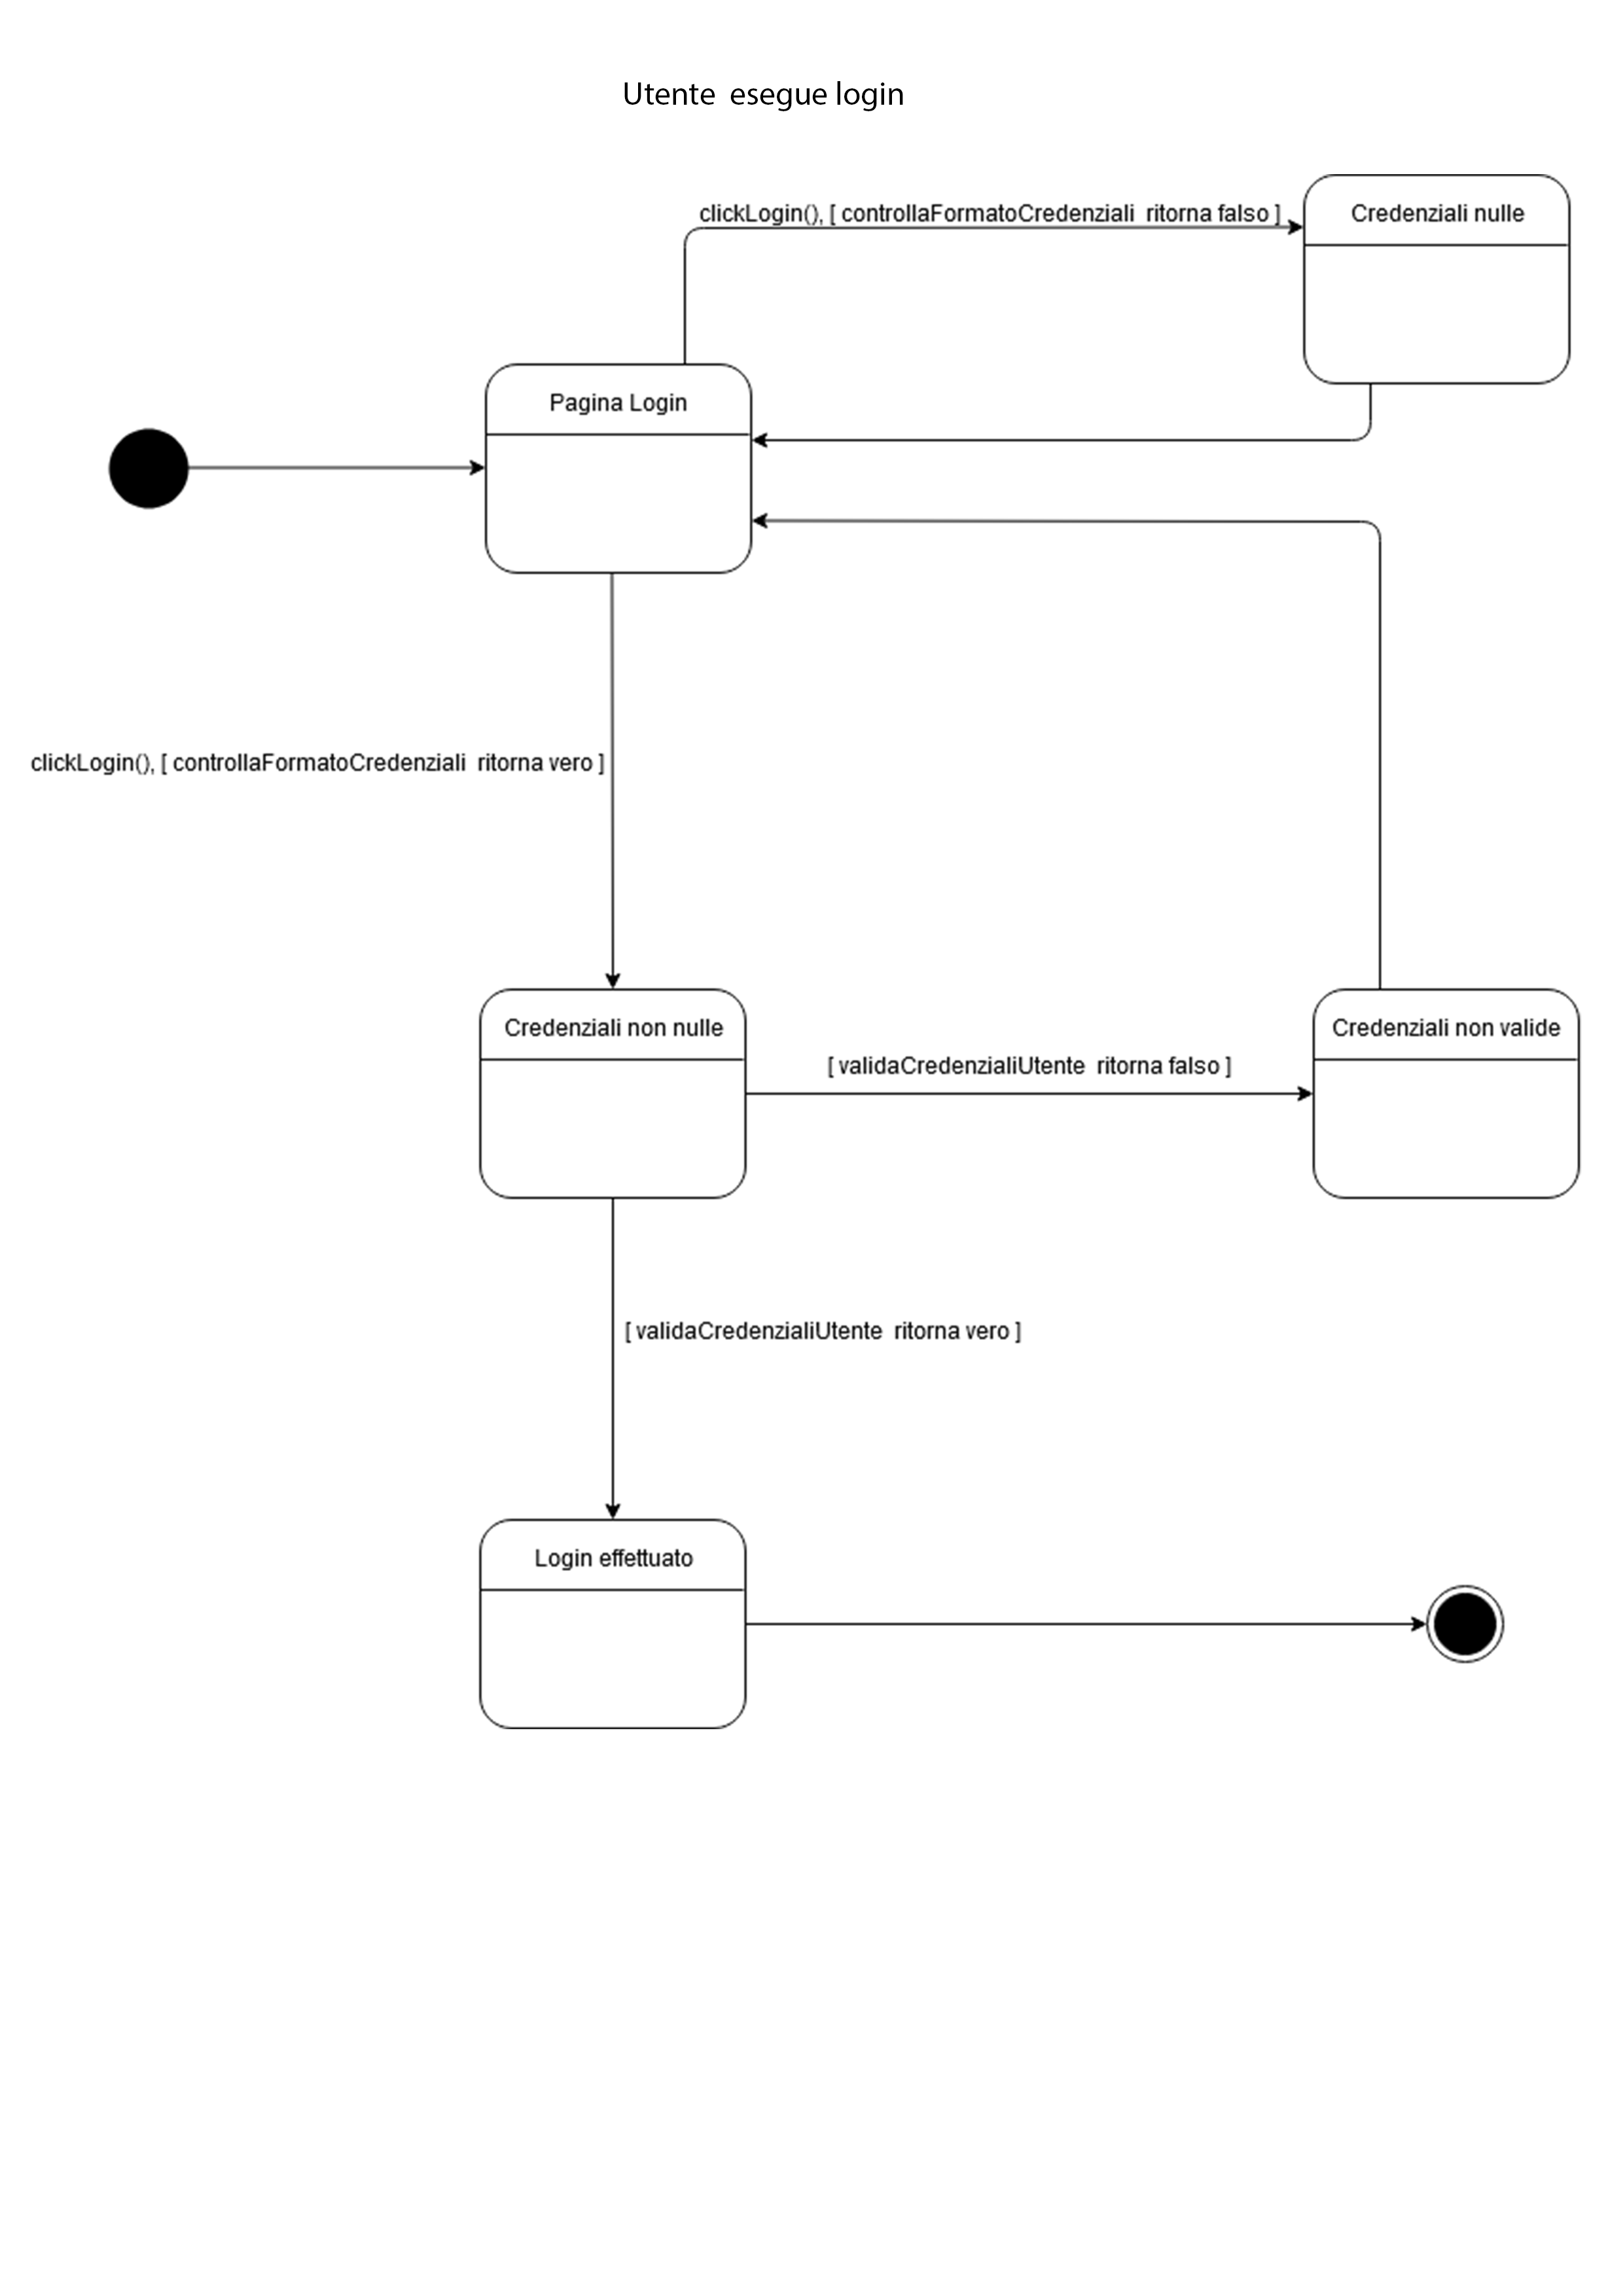 Utente  esegue login
clickLogin(), [ controllaFormatoCredenziali  ritorna falso ]
Credenziali nulle
Pagina Login
clickLogin(), [ controllaFormatoCredenziali  ritorna vero ]
Credenziali non nulle
[ validaCredenzialiUtente  ritorna falso ]
Credenziali non valide
[ validaCredenzialiUtente  ritorna vero ]
Login effettuato